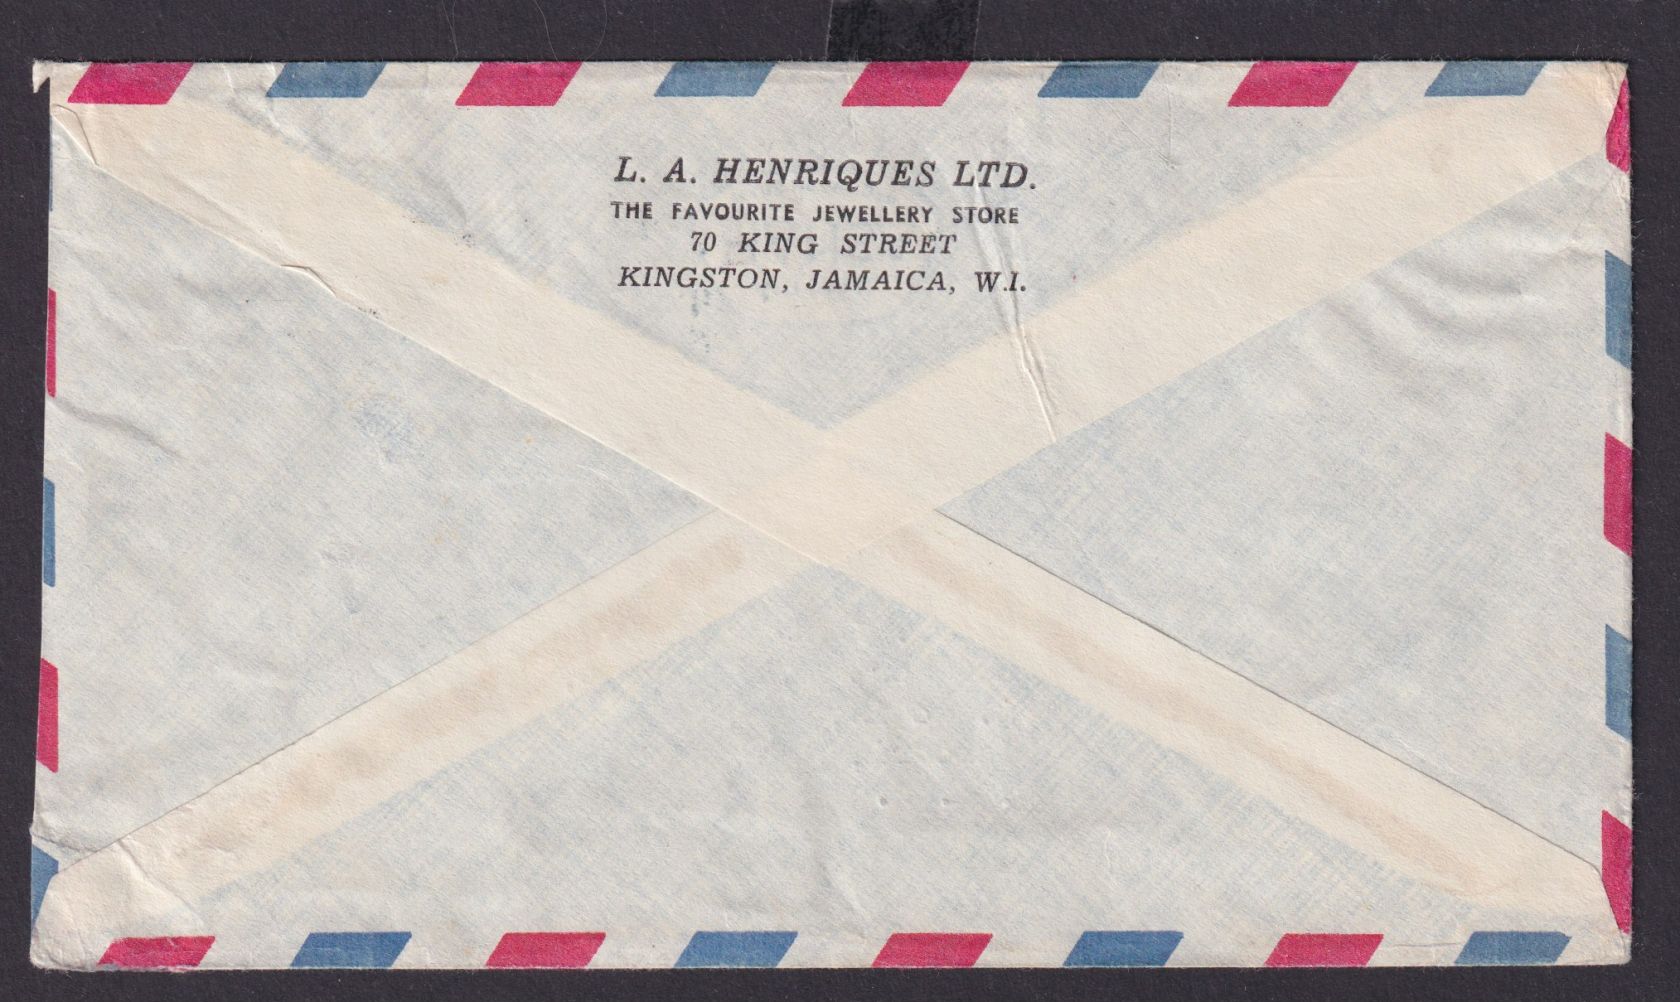 L. A. HENRIQUES LTD.
THE FAVOURITE JEWELLERY STORE
70 KING STREET
KINGSTON, JAMAICA, W.I.